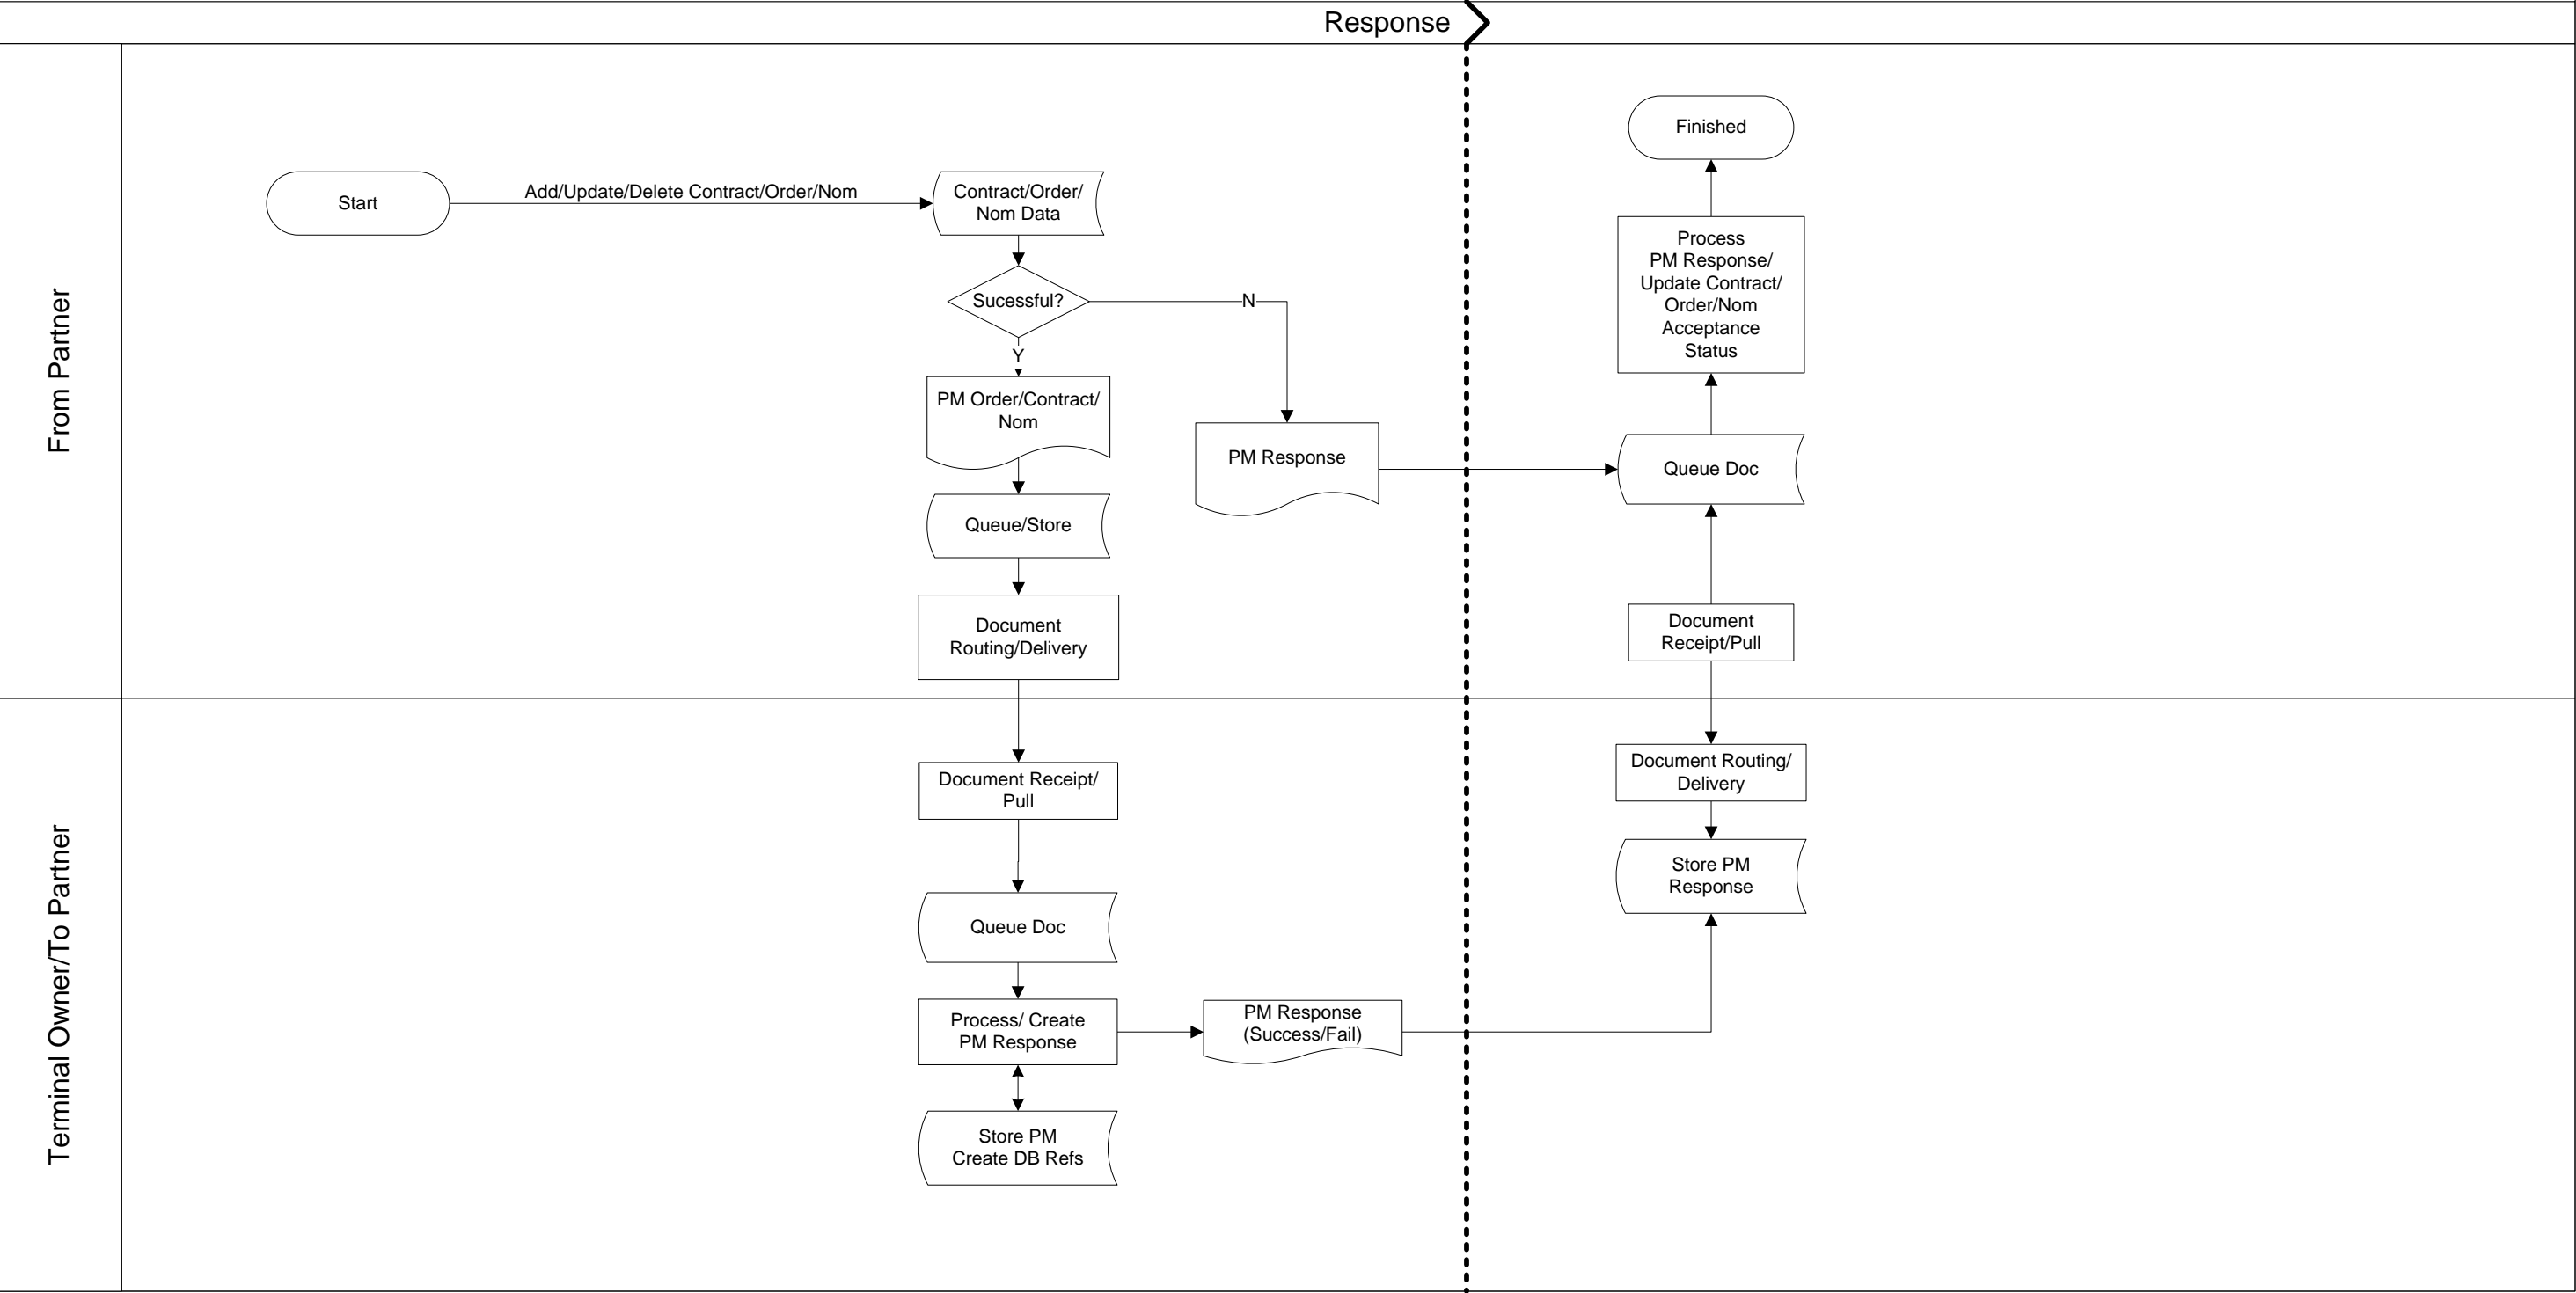 Response
From Partner
Start
Add/Update/Delete Contract/Order/Nom
Contract/Order/
Nom Data
Sucessful?
N
Y
PM Order/Contract/
Nom
Queue/Store
Document
Routing/Delivery
PM Response
Finished
Process
PM Response/
Update Contract/
Order/Nom
Acceptance
Status
Queue Doc
Document
Receipt/Pull
Terminal Owner/To Partner
Document Receipt/
Pull
Queue Doc
Process/ Create
PM Response
Store PM
Create DB Refs
PM Response
(Success/Fail)
Document Routing/
Delivery
Store PM
Response